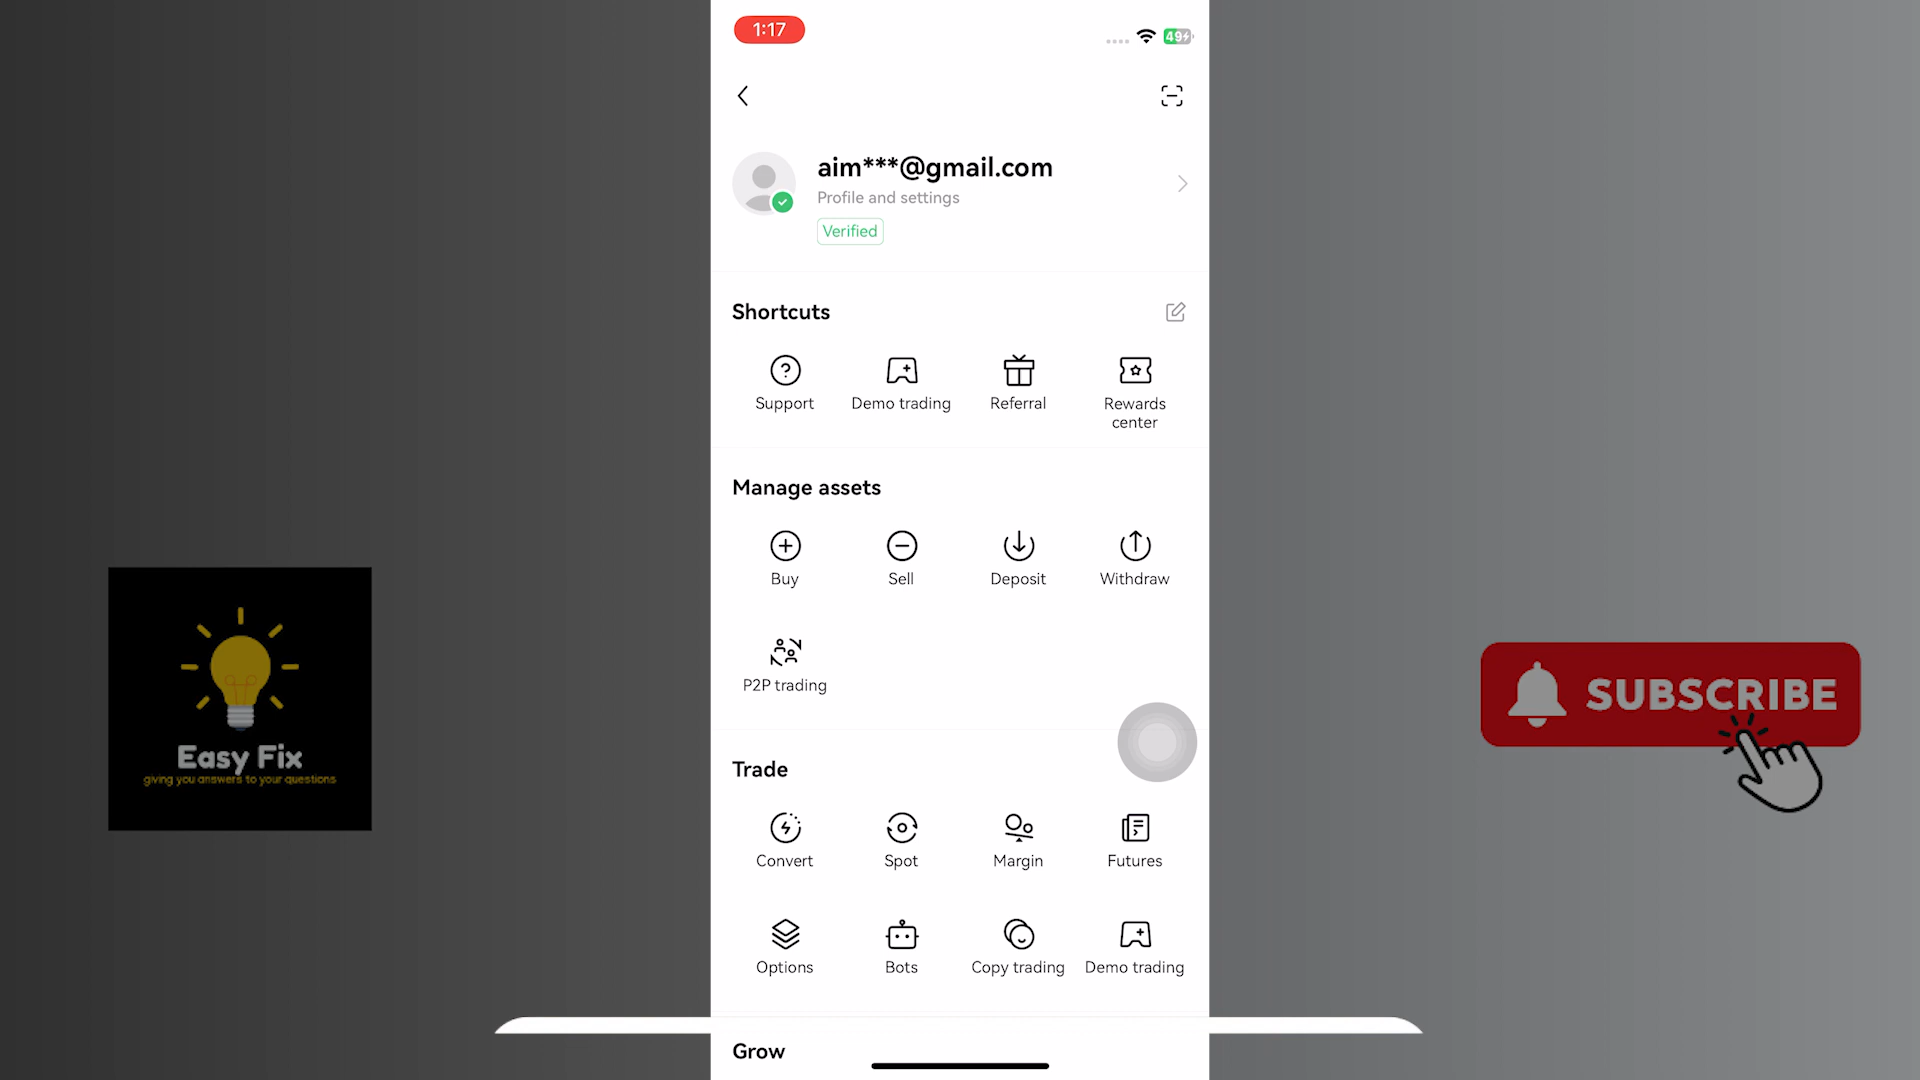 1:17
49
aim***@gmail.com
Profile and settings
Verified
Shortcuts
Support
Demo trading
Referral
Rewards
center
Manage assets
Buy
Sell
Deposit
Withdraw
P2P trading
Trade
Convert
Spot
Margin
Futures
Options
Bots
Copy trading
Demo trading
Grow
Easy Fix
giving you answers to your questions
SUBSCRIBE